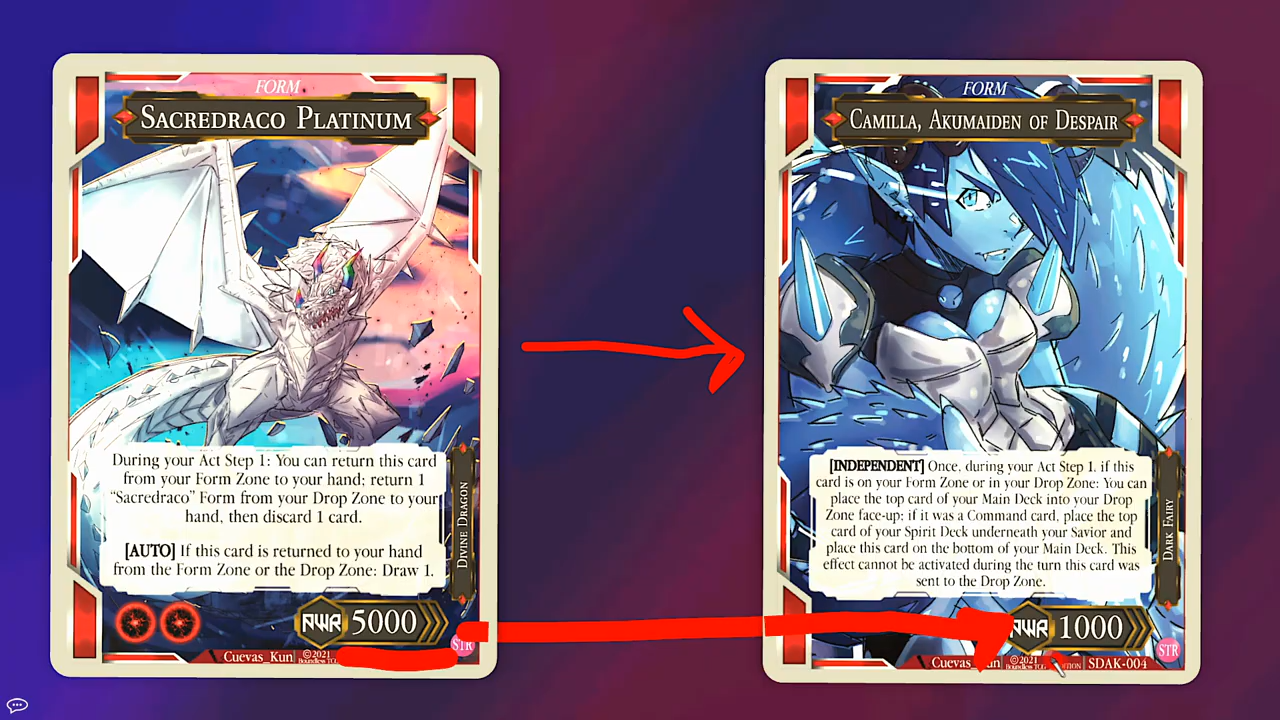 FORM
SACREDRACO PLATINUM
During your Act Step 1: You can return this card
from your Form Zone to your hand; return 1
“Sacredraco” Form from your Drop Zone to your
hand, then discard 1 card.
[AUTO] If this card is returned to your hand
from the Form Zone or the Drop Zone: Draw 1.
DIVINE DRAGON
PWR 5000
STR
Cuevas_Kun
©2021
Boundless TCG
FORM
CAMILLA, AKUMAIDEN OF DESPAIR
[INDEPENDENT] Once, during your Act Step 1, if this
card is on your Form Zone or in your Drop Zone: You can
place the top card of your Main Deck into your Drop
Zone face-up; if it was a Command card, place the top
card of your Spirit Deck underneath your Savior and
place this card on the bottom of your Main Deck. This
effect cannot be activated during the turn this card was
sent to the Drop Zone.
DARK FAIRY
PWR 1000
STR
Cuevas_Kun
©2021
Boundless TCG
SDAK-004